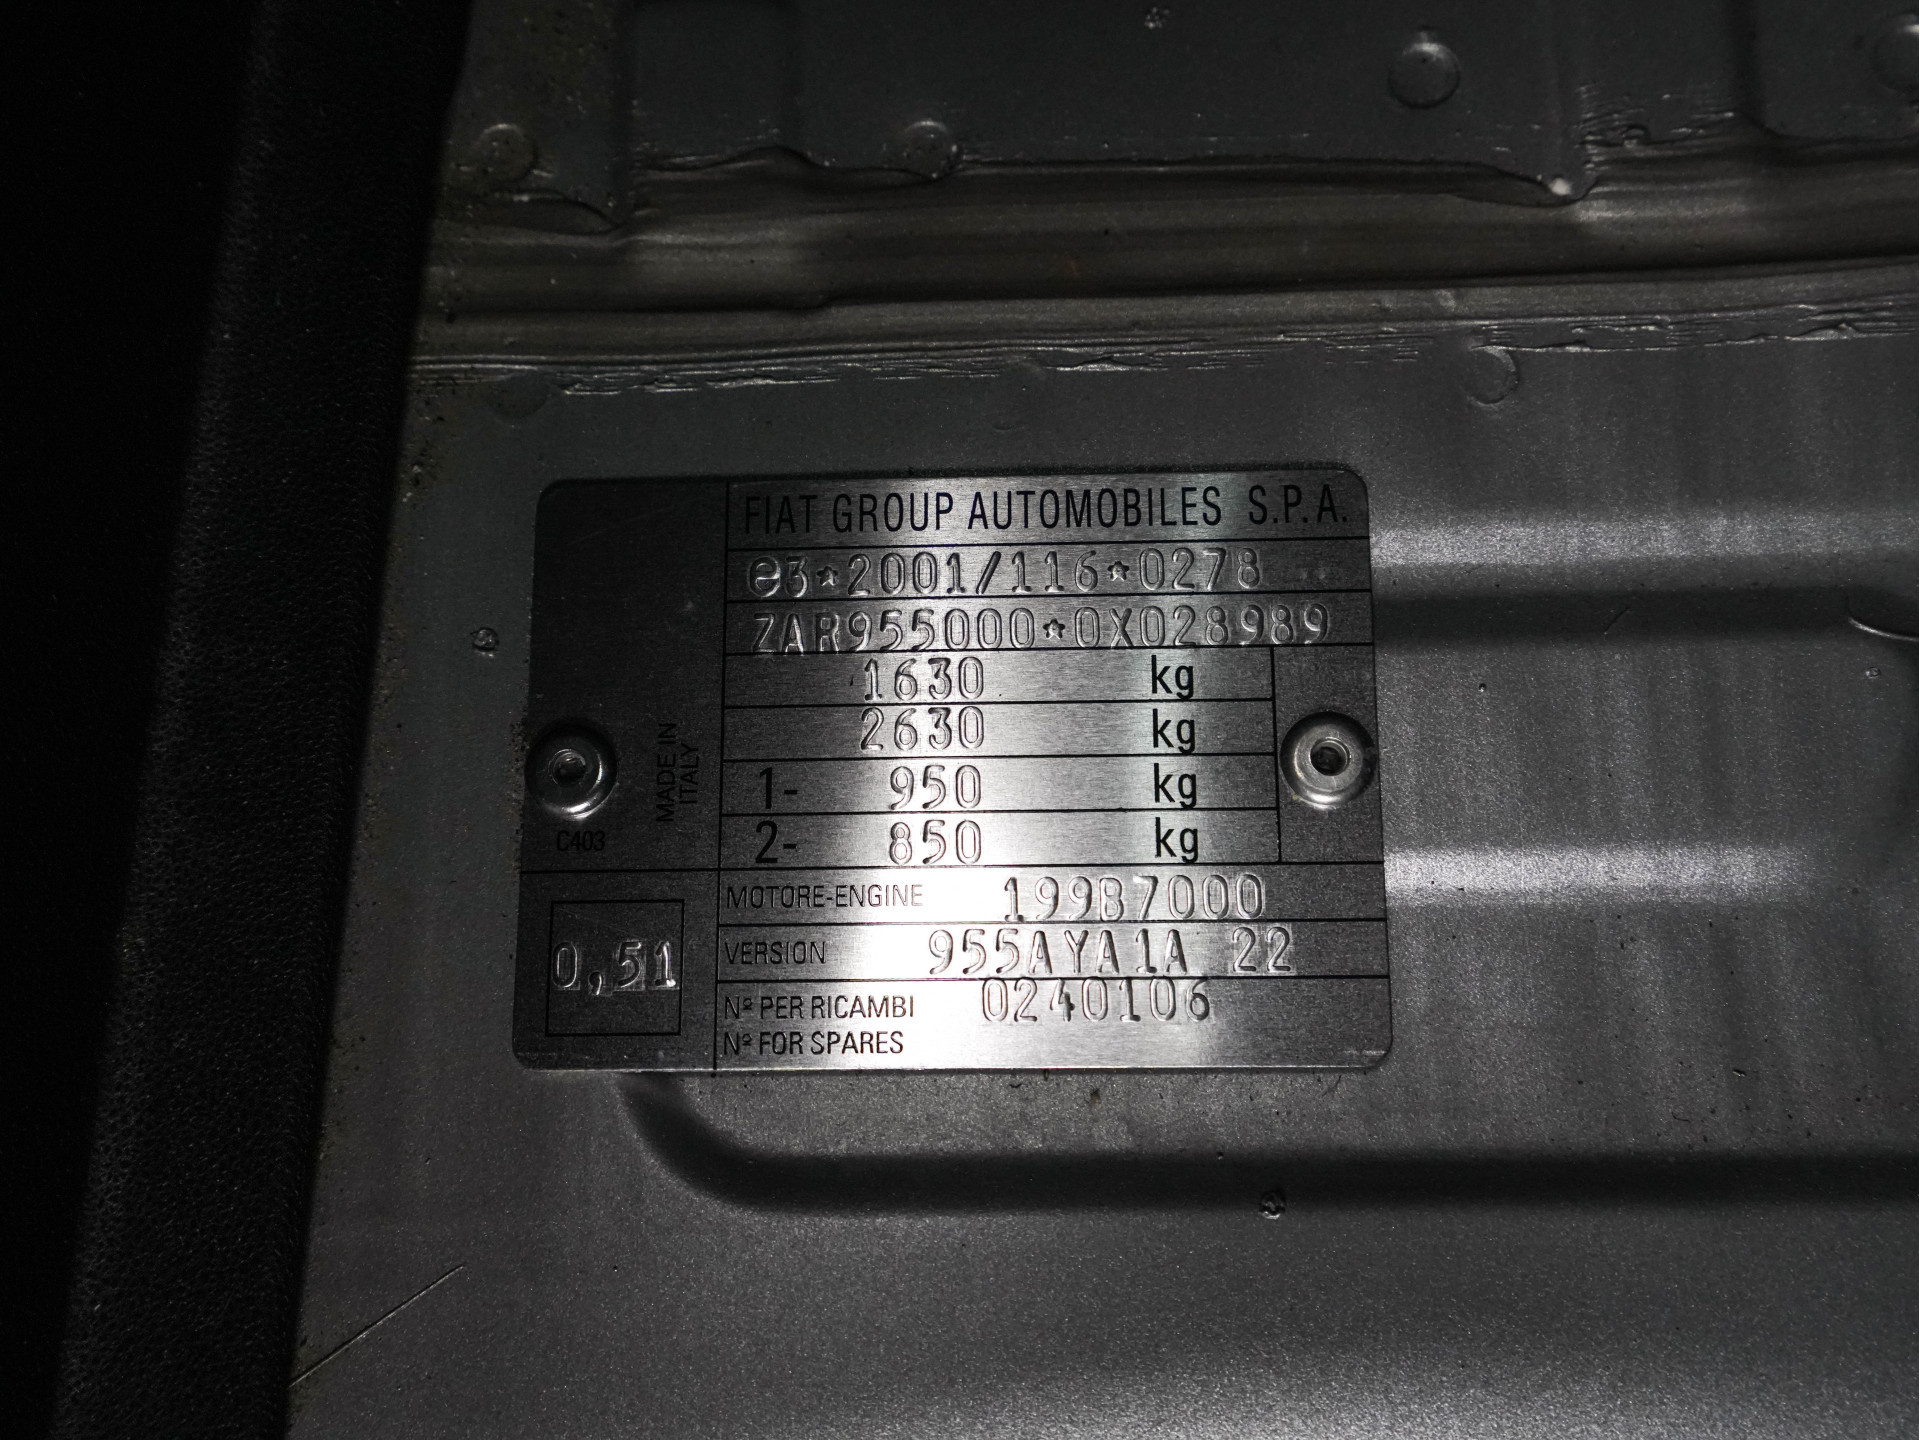 FIAT GROUP AUTOMOBILES S.P.A.
e3*2001/116*0278
ZAR955000*0X028989
1630 kg
2630 kg
1- 950 kg
2- 850 kg
MADE IN
ITALY
C403
MOTORE-ENGINE 199B7000
VERSION 955AYA1A 22
0,51
Nº PER RICAMBI 0240106
Nº FOR SPARES